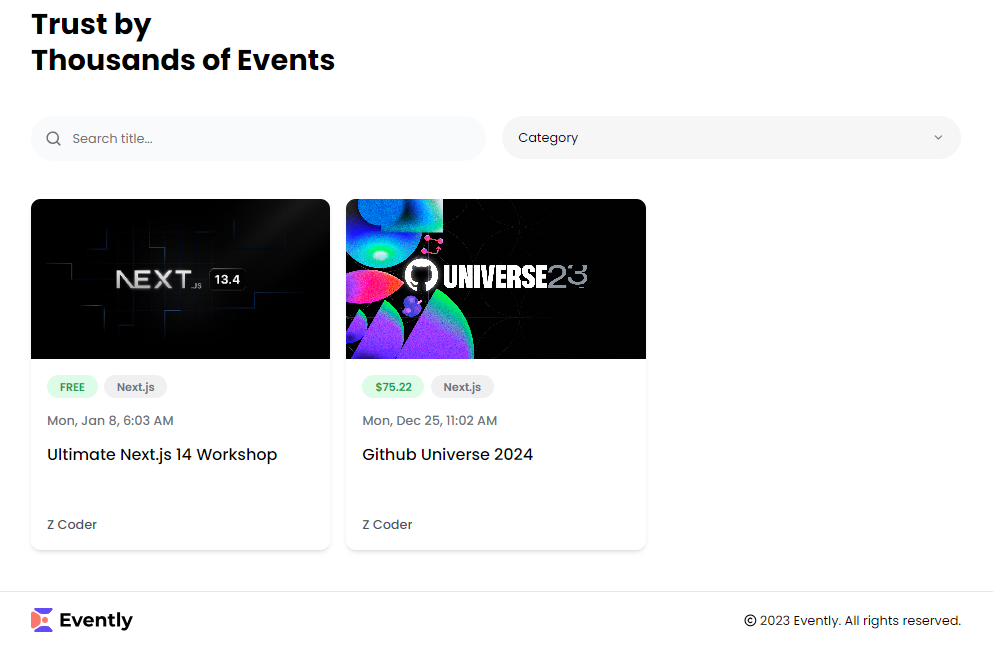 Trust by
Thousands of Events
Search title...
Category
NEXT.JS 13.4
UNIVERSE23
FREE Next.js
Mon, Jan 8, 6:03 AM
Ultimate Next.js 14 Workshop
Z Coder
$75.22 Next.js
Mon, Dec 25, 11:02 AM
Github Universe 2024
Z Coder
Evently
© 2023 Evently. All rights reserved.